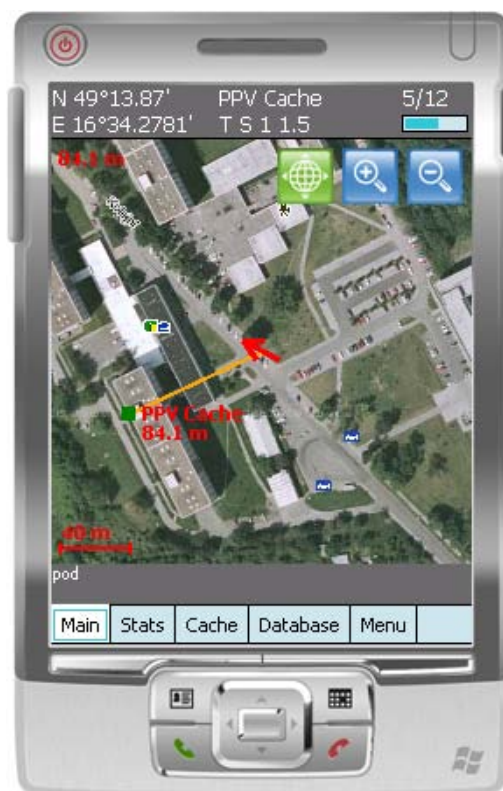 N 49°13.87' PPV Cache 5/12
E 16°34.2781' T S 1 1.5
84.1 m
PPV Cache
84.1 m
40 m
pod
Main Stats Cache Database Menu